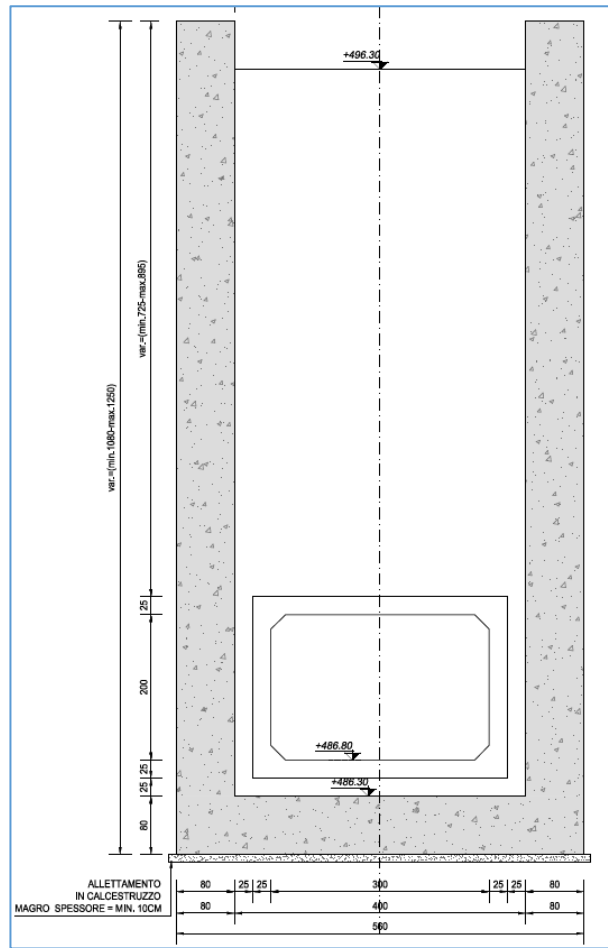 +496.30
var.=(min.725-max.895)
var.=(min.1080-max.1250)
25
200
+486.80
25
+486.30
25
80
ALLETTAMENTO
IN CALCESTRUZZO
MAGRO SPESSORE = MIN. 10CM
80 25 25 300 25 25 80
80 400 80
560